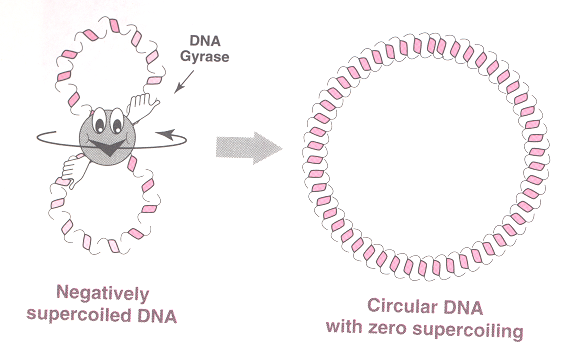 DNA
Gyrase
Negatively
supercoiled DNA
Circular DNA
with zero supercoiling